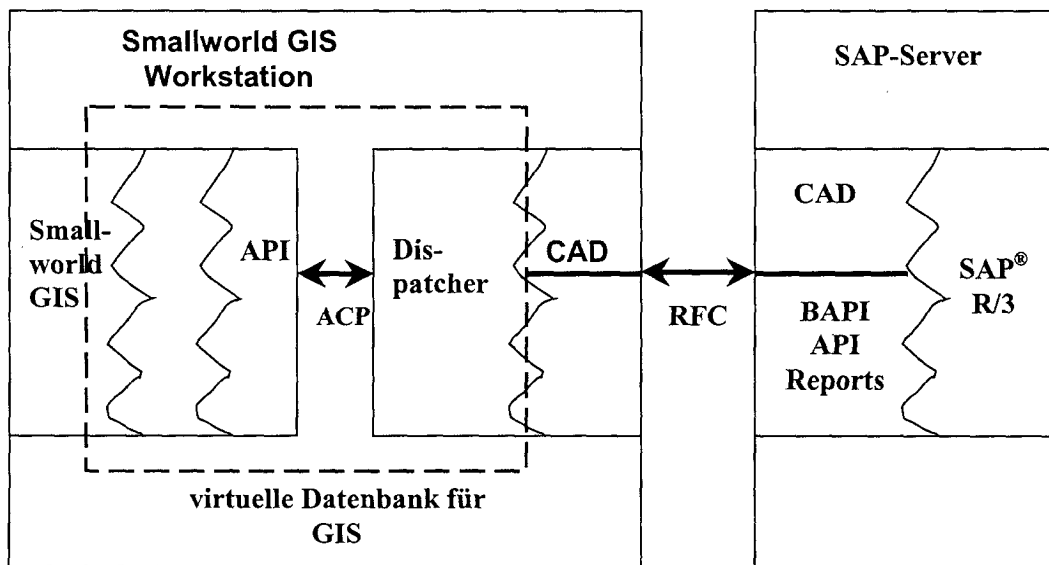 Smallworld GIS
Workstation
SAP-Server
Small-
world
GIS
API
ACP
Dis-
patcher
CAD
RFC
CAD
BAPI
API
Reports
SAP®
R/3
virtuelle Datenbank für
GIS